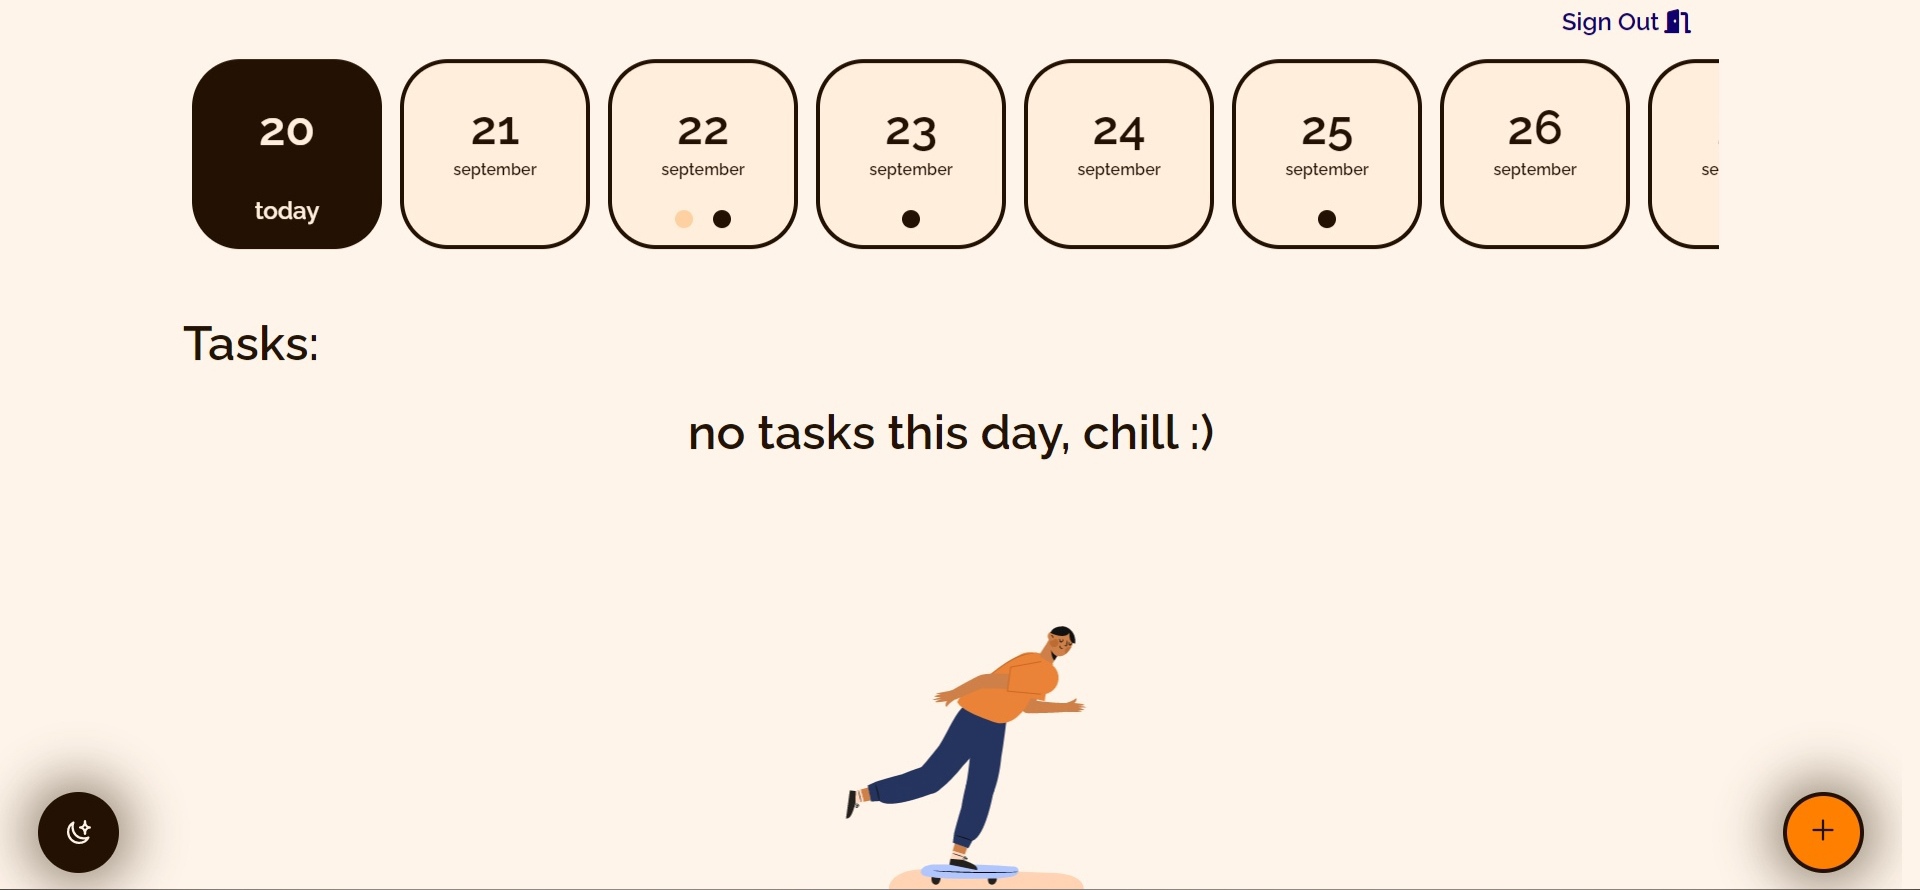 Sign Out
20
today
21
september
22
september
23
september
24
september
25
september
26
september
Tasks:
no tasks this day, chill :)